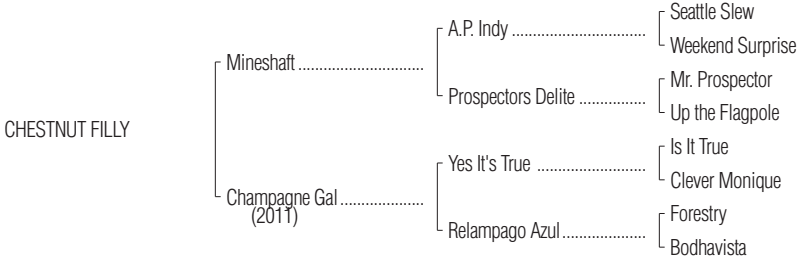 Seattle Slew
A.P. Indy ................................
Weekend Surprise
Mineshaft ..............................
Mr. Prospector
Prospectors Delite ................
Up the Flagpole
CHESTNUT FILLY
Is It True
Yes It's True ..........................
Clever Monique
Champagne Gal ....................
(2011)
Forestry
Relampago Azul ....................
Bodhavista